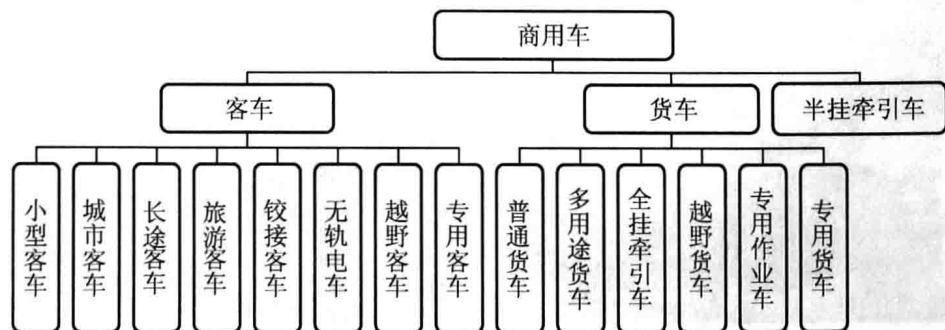 商用车
客车
货车
半挂牵引车
小型客车
城市客车
长途客车
旅游客车
铰接客车
无轨电车
越野客车
专用客车
普通货车
多用途货车
全挂牵引车
越野货车
专用作业车
专用货车